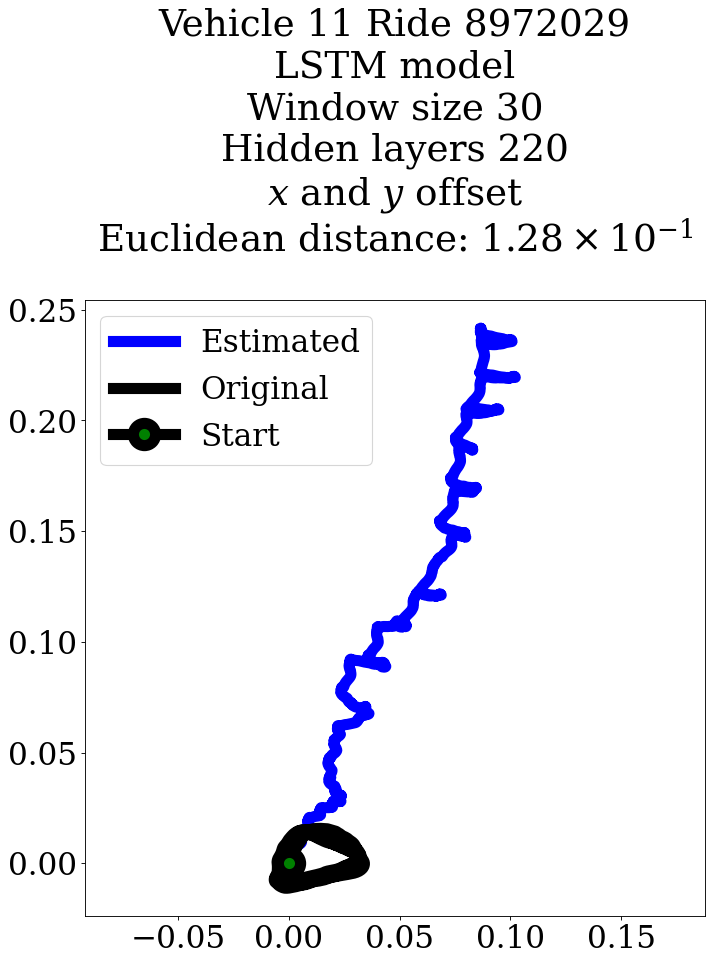 Vehicle 11 Ride 8972029
LSTM model
Window size 30
Hidden layers 220
x and y offset
Euclidean distance: 1.28 × 10⁻¹
0.25
0.20
0.15
0.10
0.05
0.00
Estimated
Original
Start
−0.05 0.00 0.05 0.10 0.15